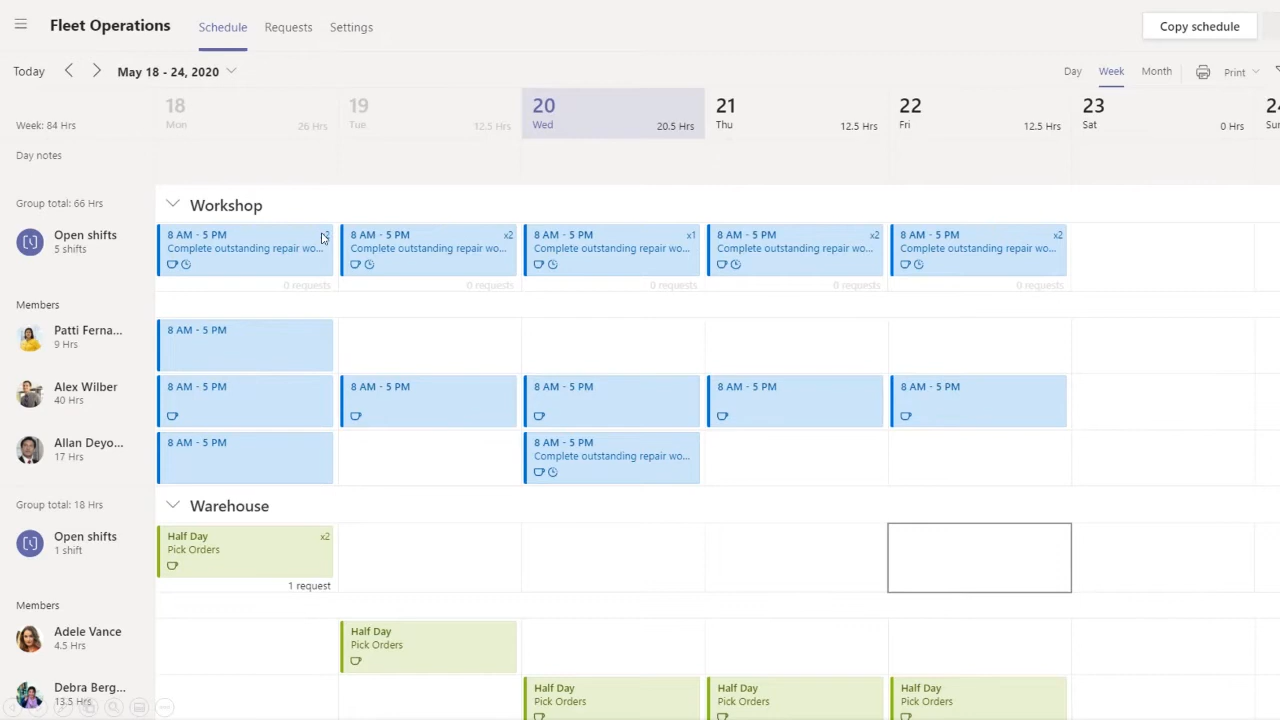 Fleet Operations
Schedule
Requests
Settings
Copy schedule
Today
May 18 - 24, 2020
Day
Week
Month
Print
Week: 84 Hrs
18
Mon
26 Hrs
19
Tue
12.5 Hrs
20
Wed
20.5 Hrs
21
Thu
12.5 Hrs
22
Fri
12.5 Hrs
23
Sat
0 Hrs
Day notes
Group total: 66 Hrs
Workshop
Open shifts
5 shifts
8 AM - 5 PM
Complete outstanding repair wo...
0 requests
8 AM - 5 PM x2
Complete outstanding repair wo...
0 requests
8 AM - 5 PM x1
Complete outstanding repair wo...
0 requests
8 AM - 5 PM x2
Complete outstanding repair wo...
0 requests
8 AM - 5 PM x2
Complete outstanding repair wo...
0 requests
Members
Patti Ferna...
9 Hrs
8 AM - 5 PM
Alex Wilber
40 Hrs
8 AM - 5 PM
8 AM - 5 PM
8 AM - 5 PM
8 AM - 5 PM
8 AM - 5 PM
Allan Deyo...
17 Hrs
8 AM - 5 PM
8 AM - 5 PM
Complete outstanding repair wo...
Group total: 18 Hrs
Warehouse
Open shifts
1 shift
Half Day x2
Pick Orders
1 request
Members
Adele Vance
4.5 Hrs
Half Day
Pick Orders
Debra Berg...
13.5 Hrs
Half Day
Pick Orders
Half Day
Pick Orders
Half Day
Pick Orders